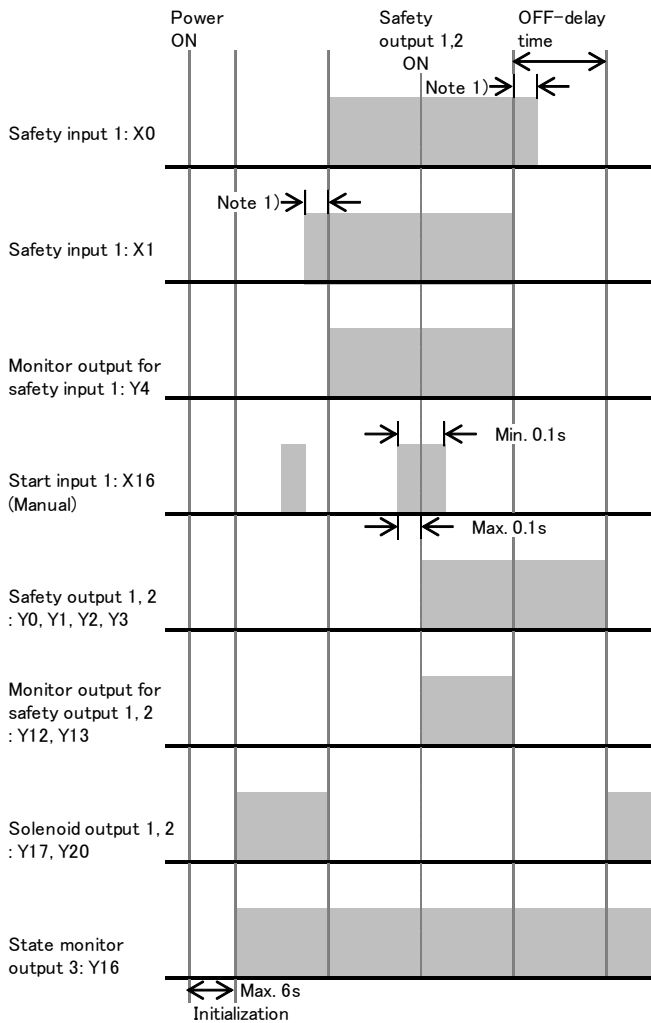 Power
ON
Safety
output 1,2
ON
OFF-delay
time
Note 1)
Safety input 1: X0
Note 1)
Safety input 1: X1
Monitor output for
safety input 1: Y4
Min. 0.1s
Start input 1: X16
(Manual)
Max. 0.1s
Safety output 1, 2
: Y0, Y1, Y2, Y3
Monitor output for
safety output 1, 2
: Y12, Y13
Solenoid output 1, 2
: Y17, Y20
State monitor
output 3: Y16
Max. 6s
Initialization